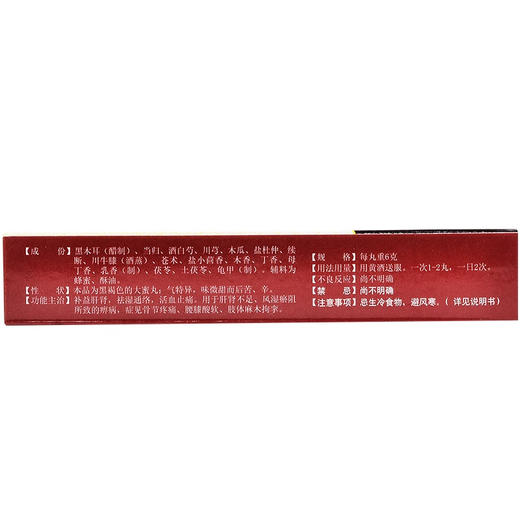 【成　　份】黑木耳（醋制）、当归、酒白芍、川芎、木瓜、盐杜仲、续
断、川牛膝（酒蒸）、苍术、盐小茴香、木香、丁香、母
丁香、乳香（制）、茯苓、土茯苓、龟甲（制）。辅料为
蜂蜜、酥油。
【性　　状】本品为黑褐色的大蜜丸；气特异，味微甜而后苦、辛。
【功能主治】补益肝肾，祛湿通络，活血止痛。用于肝肾不足、风湿瘀阻
所致的痹病，症见骨节疼痛、腰膝酸软、肢体麻木拘挛。
【规　　格】每丸重6克
【用法用量】用黄酒送服。一次1-2丸，一日2次。
【不良反应】尚不明确
【禁　　忌】尚不明确
【注意事项】忌生冷食物，避风寒。（详见说明书）